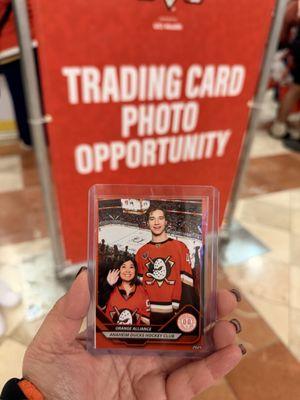 TRADING CARD
PHOTO
OPPORTUNITY
ORANGE ALLIANCE
ANAHEIM DUCKS HOCKEY CLUB